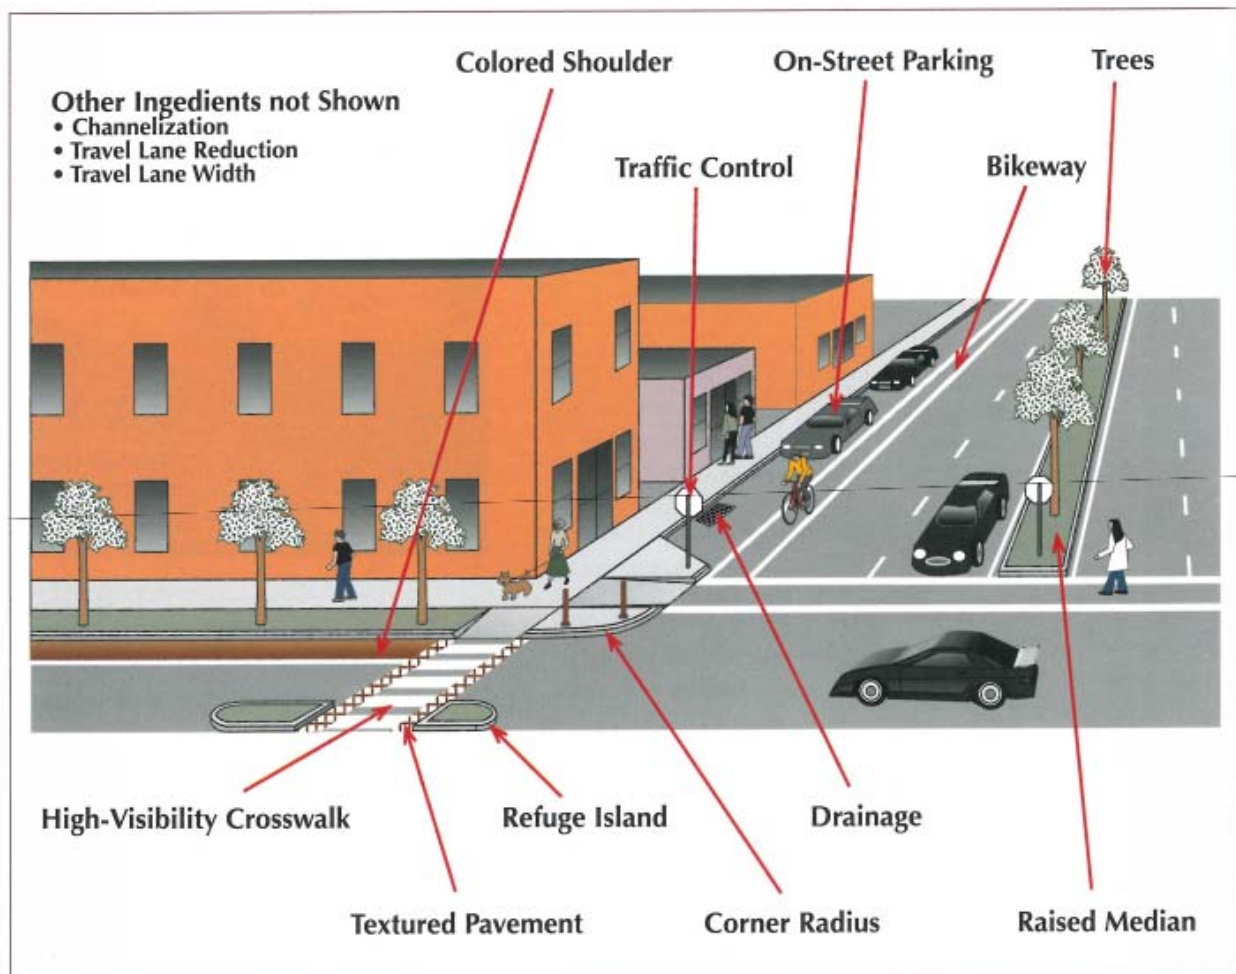 Colored Shoulder
On-Street Parking
Trees
Other Ingedients not Shown
• Channelization
• Travel Lane Reduction
• Travel Lane Width
Traffic Control
Bikeway
High-Visibility Crosswalk
Refuge Island
Drainage
Textured Pavement
Corner Radius
Raised Median